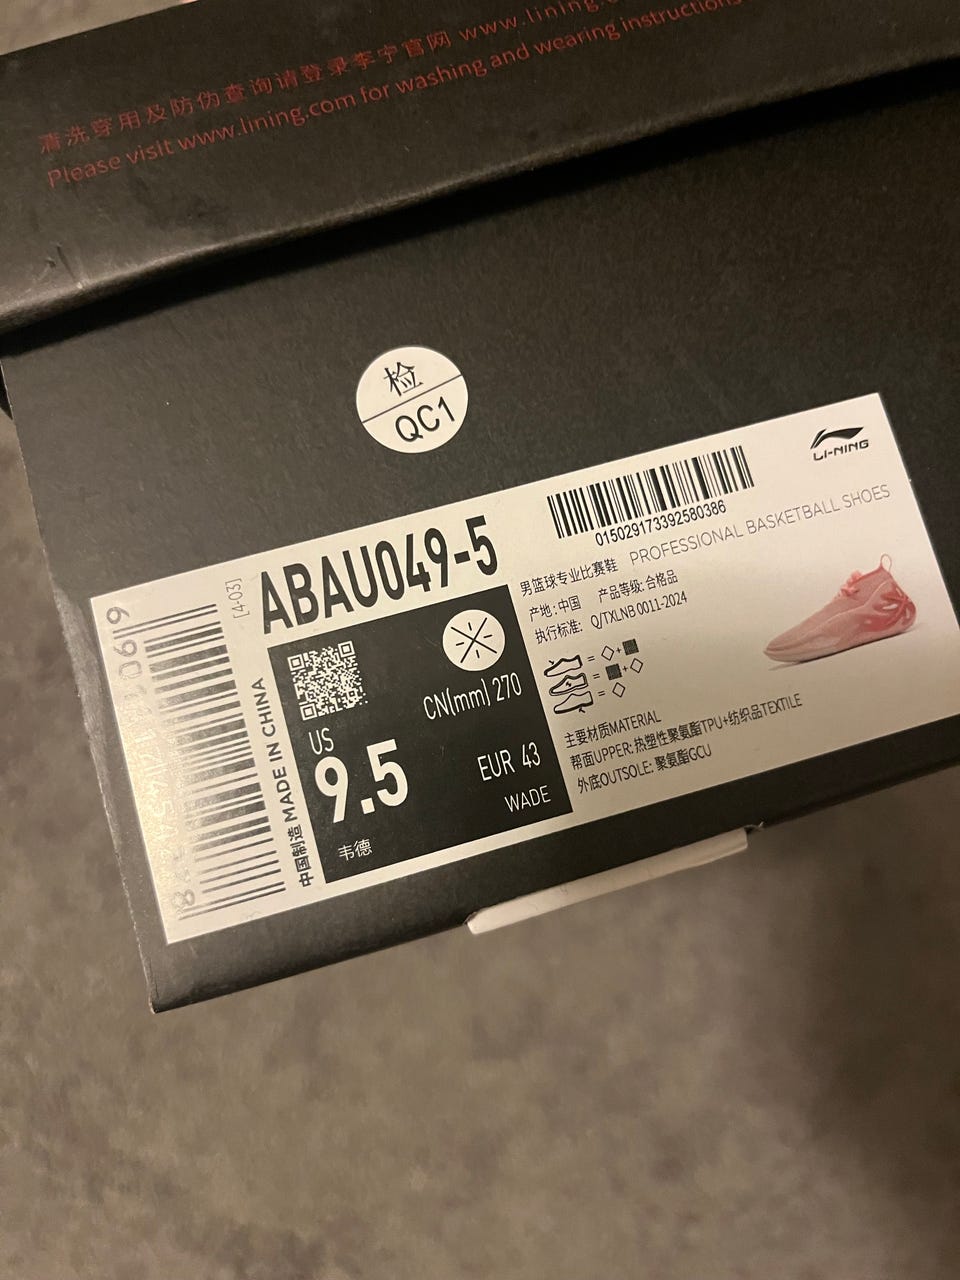 清洗穿用及防伪查询请登录李宁官网 www.lining.
Please visit www.lining.com for washing and wearing instructions
检
QC1
LI-NING
015029173392580386
PROFESSIONAL BASKETBALL SHOES
[4-03]
ABAU049-5
男篮球专业比赛鞋
产地:中国 产品等级:合格品
执行标准: Q/TXLNB 0011-2024
CN(mm) 270
US
9.5
EUR 43
WADE
韦德
中国制造 MADE IN CHINA
主要材质MATERIAL
帮面UPPER: 热塑性聚氨酯TPU+纺织品TEXTILE
外底OUTSOLE: 聚氨酯GCU